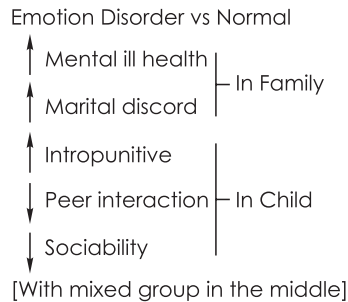 Emotion Disorder vs Normal
Mental ill health
In Family
Marital discord
Intropunitive
Peer interaction
In Child
Sociability
[With mixed group in the middle]